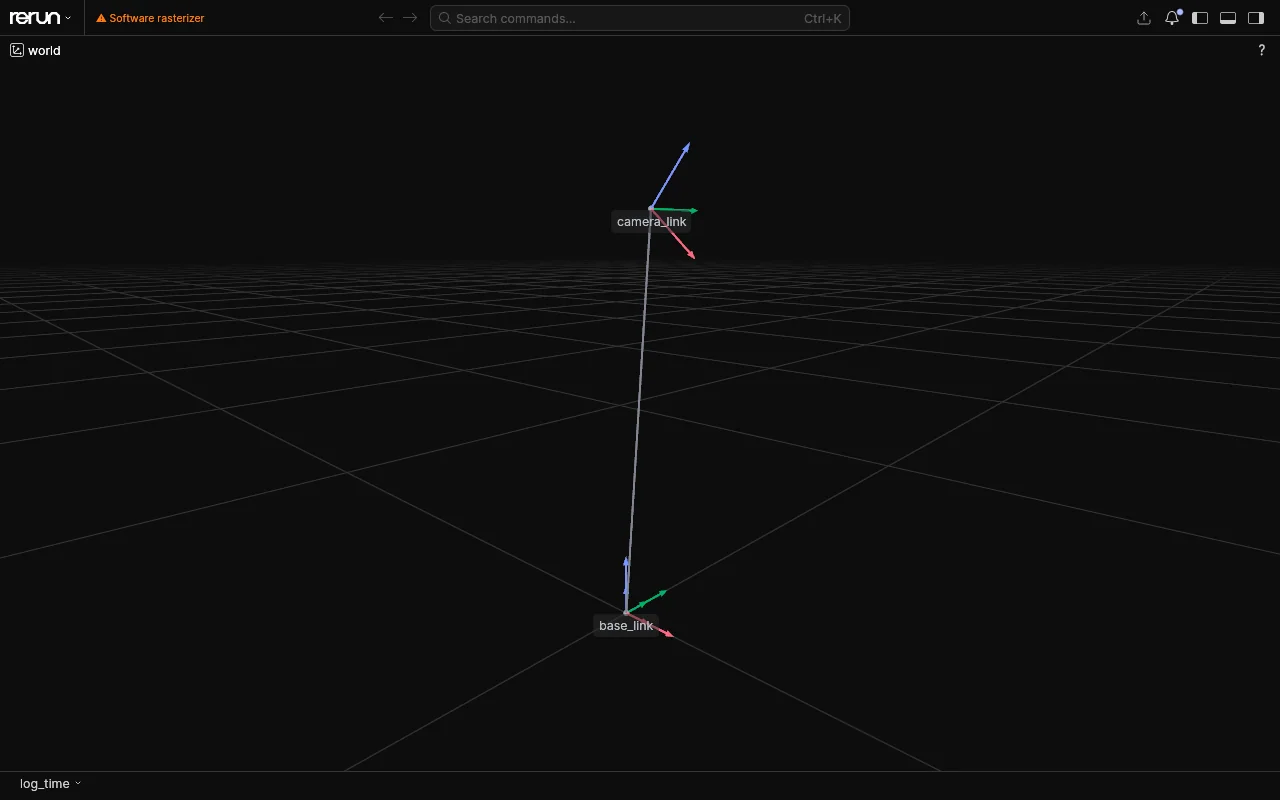 rerun
Software rasterizer
Search commands...
Ctrl+K
world
?
camera_link
base_link
log_time